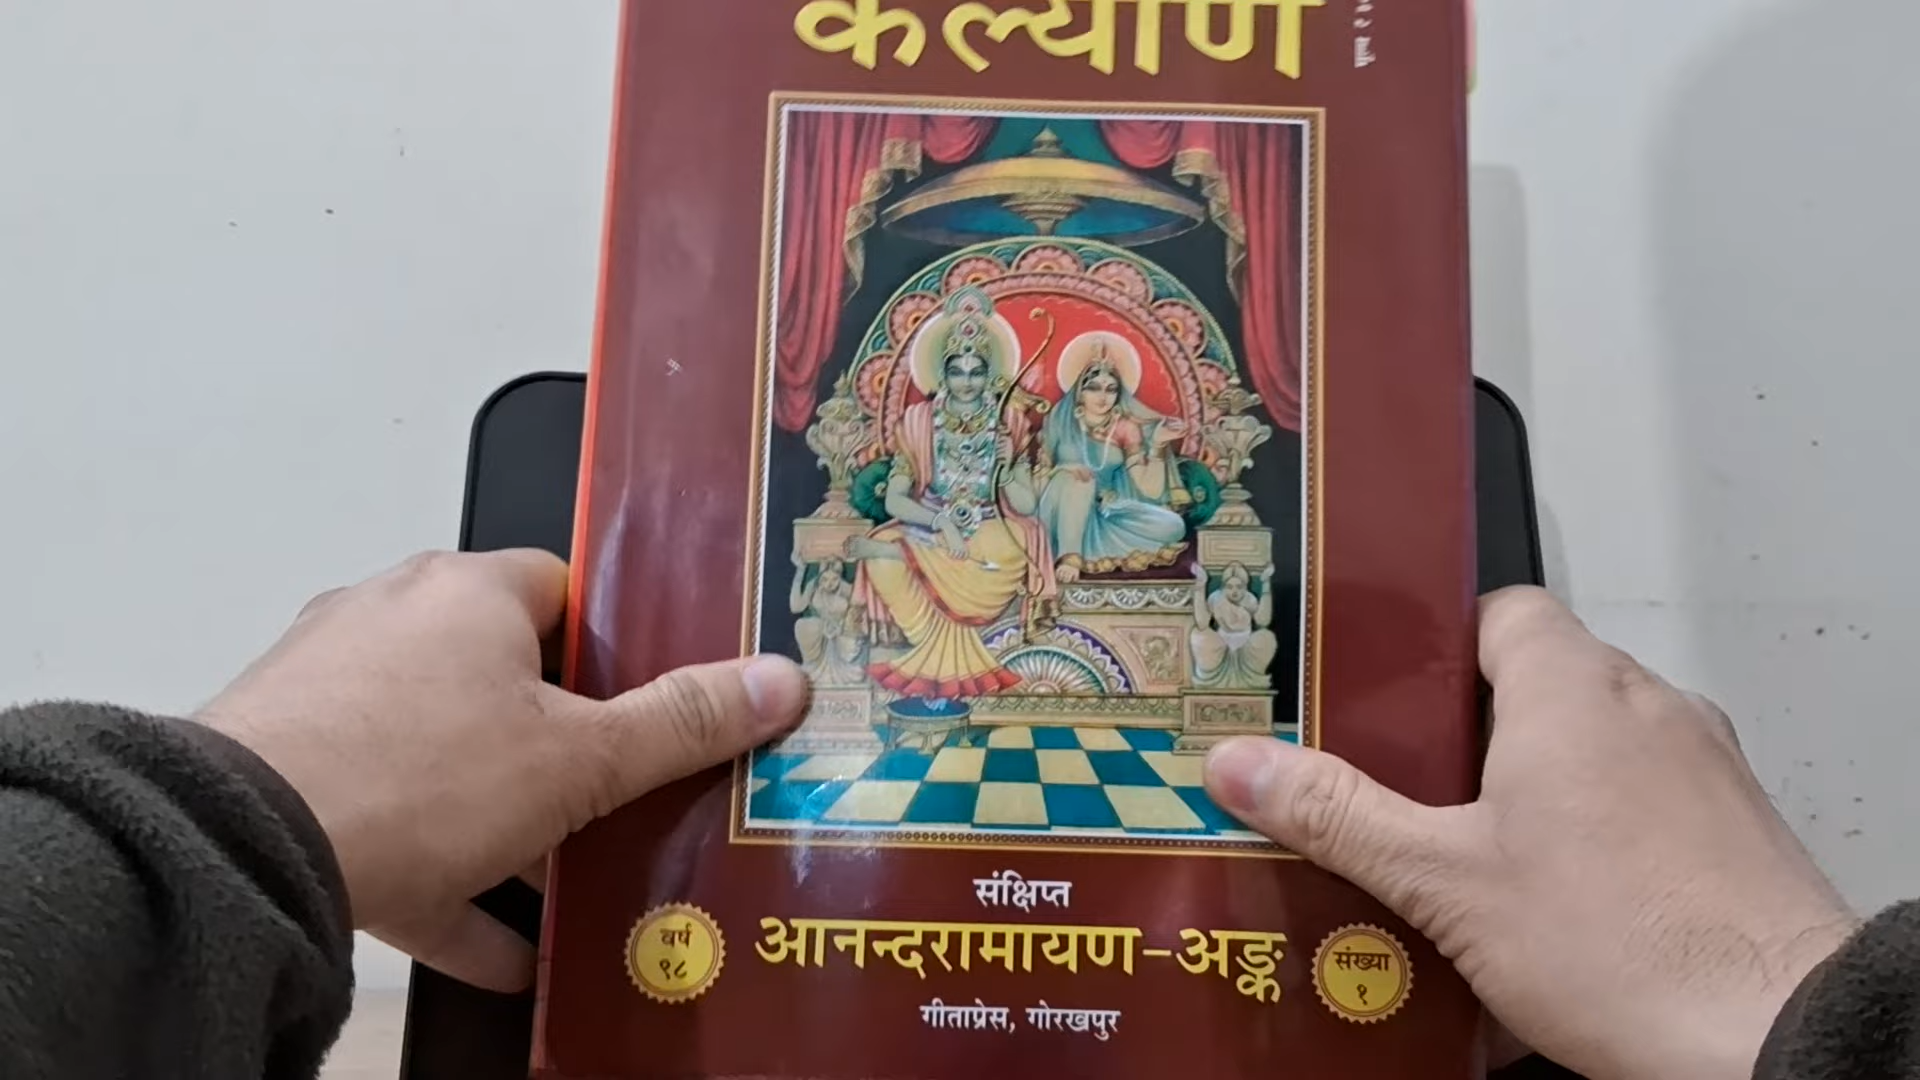 कल्याण
संक्षिप्त
आनन्दरामायण-अङ्क
वर्ष
९८
संख्या
१
गीताप्रेस, गोरखपुर